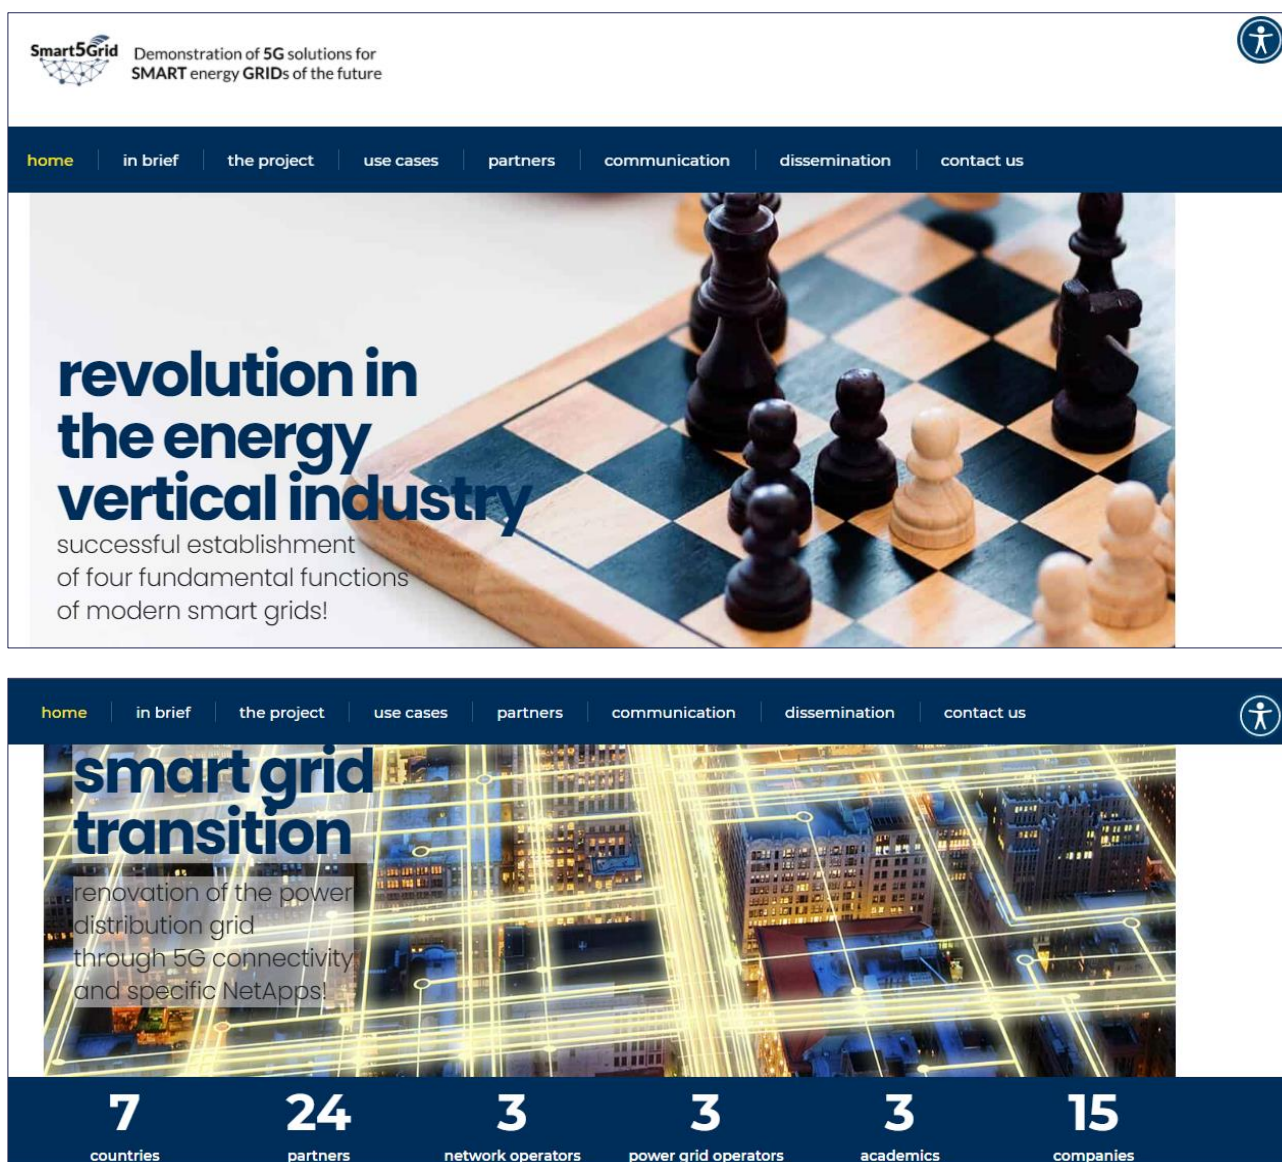 Smart5Grid
Demonstration of 5G solutions for
SMART energy GRIDs of the future
home in brief the project use cases partners communication dissemination contact us
revolution in
the energy
vertical industry
successful establishment
of four fundamental functions
of modern smart grids!
home in brief the project use cases partners communication dissemination contact us
smart grid
transition
renovation of the power
distribution grid
through 5G connectivity
and specific NetApps!
7 24 3 3 3 15
countries partners network operators power grid operators academics companies